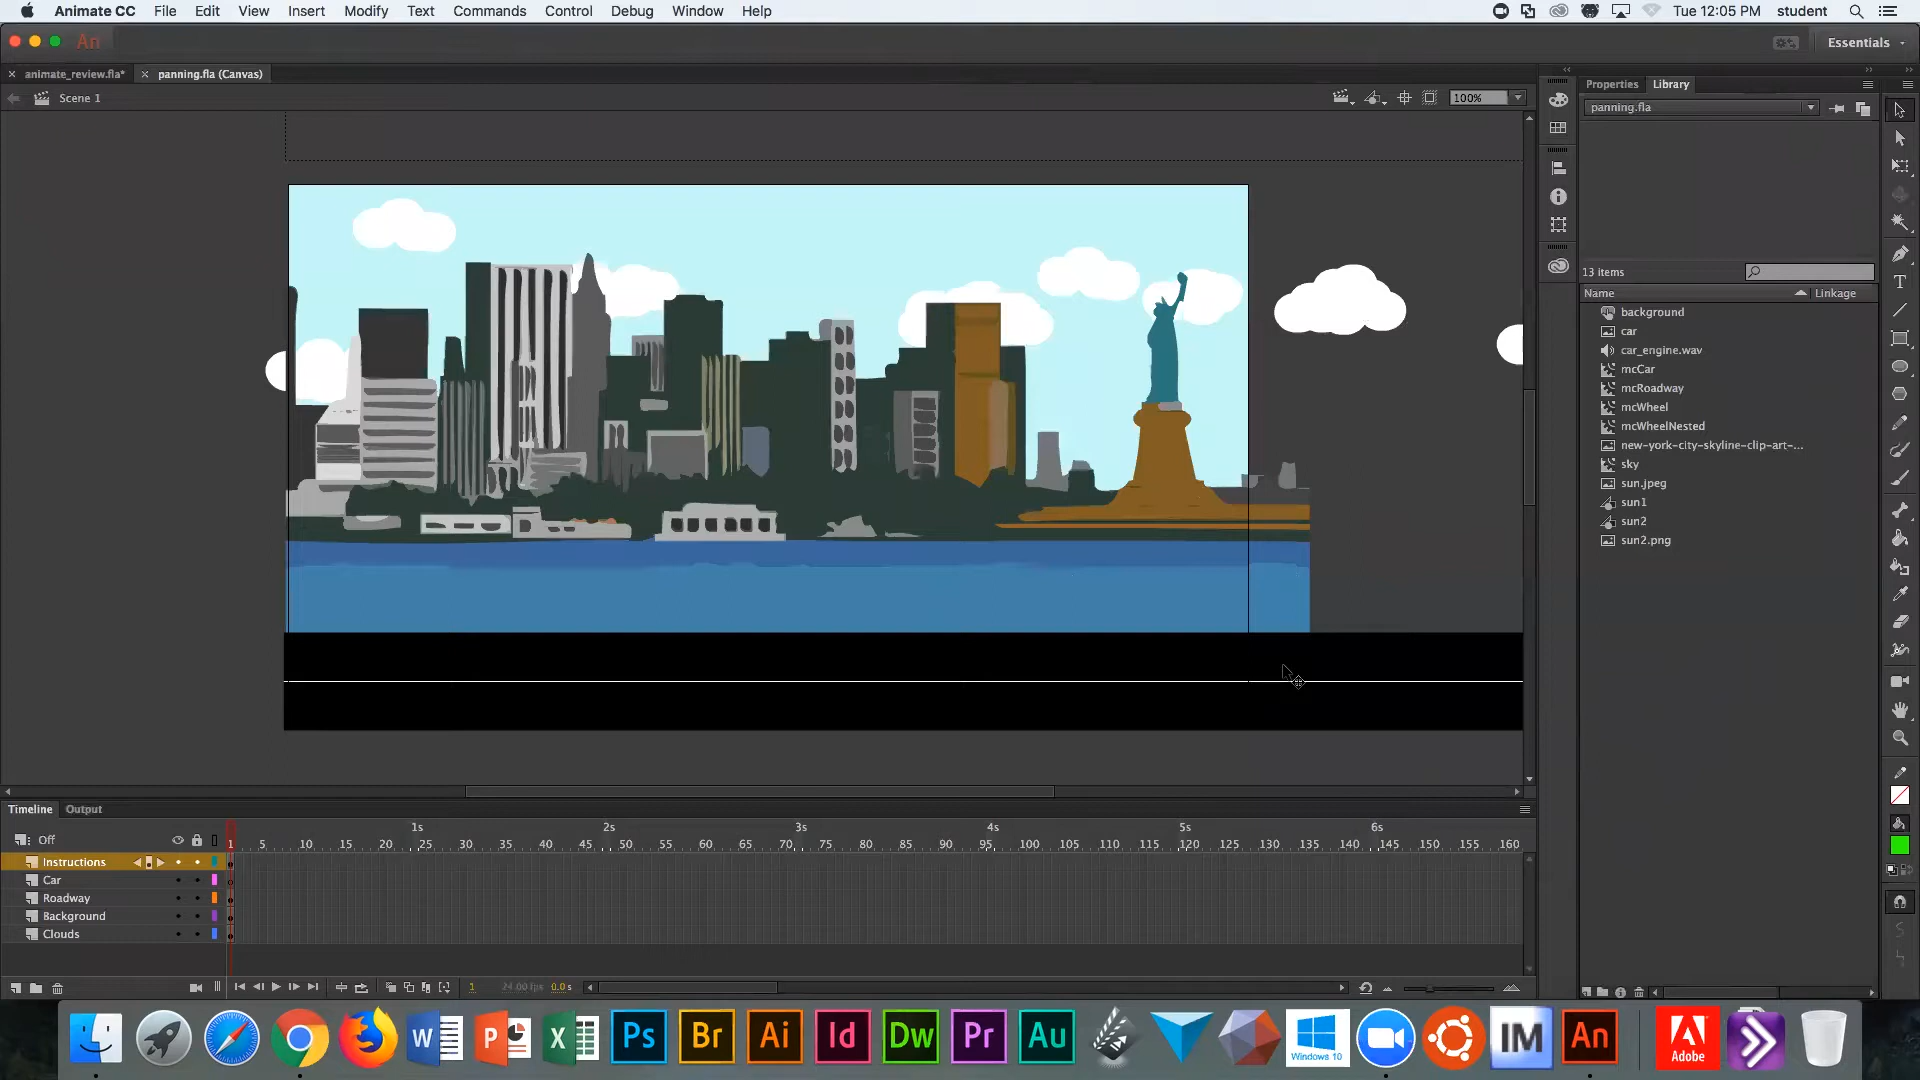 Animate CC File Edit View Insert Modify Text Commands Control Debug Window Help Tue 12:05 PM student
An Essentials
animate_review.fla* panning.fla (Canvas)
Scene 1 100%
Properties Library
panning.fla
13 items
Name Linkage
background
car
car_engine.wav
mcCar
mcRoadway
mcWheel
mcWheelNested
new-york-city-skyline-clip-art-...
sky
sun.jpeg
sun1
sun2
sun2.png
Timeline Output
1s 2s 3s 4s 5s 6s
Off 1 5 10 15 20 25 30 35 40 45 50 55 60 65 70 75 80 85 90 95 100 105 110 115 120 125 130 135 140 145 150 155 160
Instructions
Car
Roadway
Background
Clouds
1 24.00 fps 0.0 s
W P X Ps Br Ai Id Dw Pr Au Windows 10 IM An Adobe